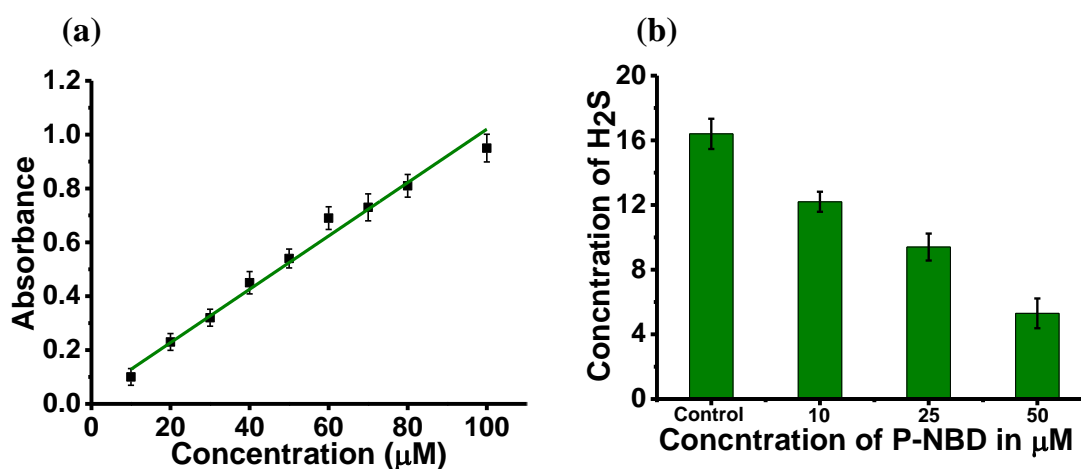 (a)
1.2
1.0
0.8
0.6
0.4
0.2
0.0
Absorbance
0 20 40 60 80 100
Concentration (µM)
(b)
20
16
12
8
4
0
Concntration of H2S
Control 10 25 50
Concntration of P-NBD in µM